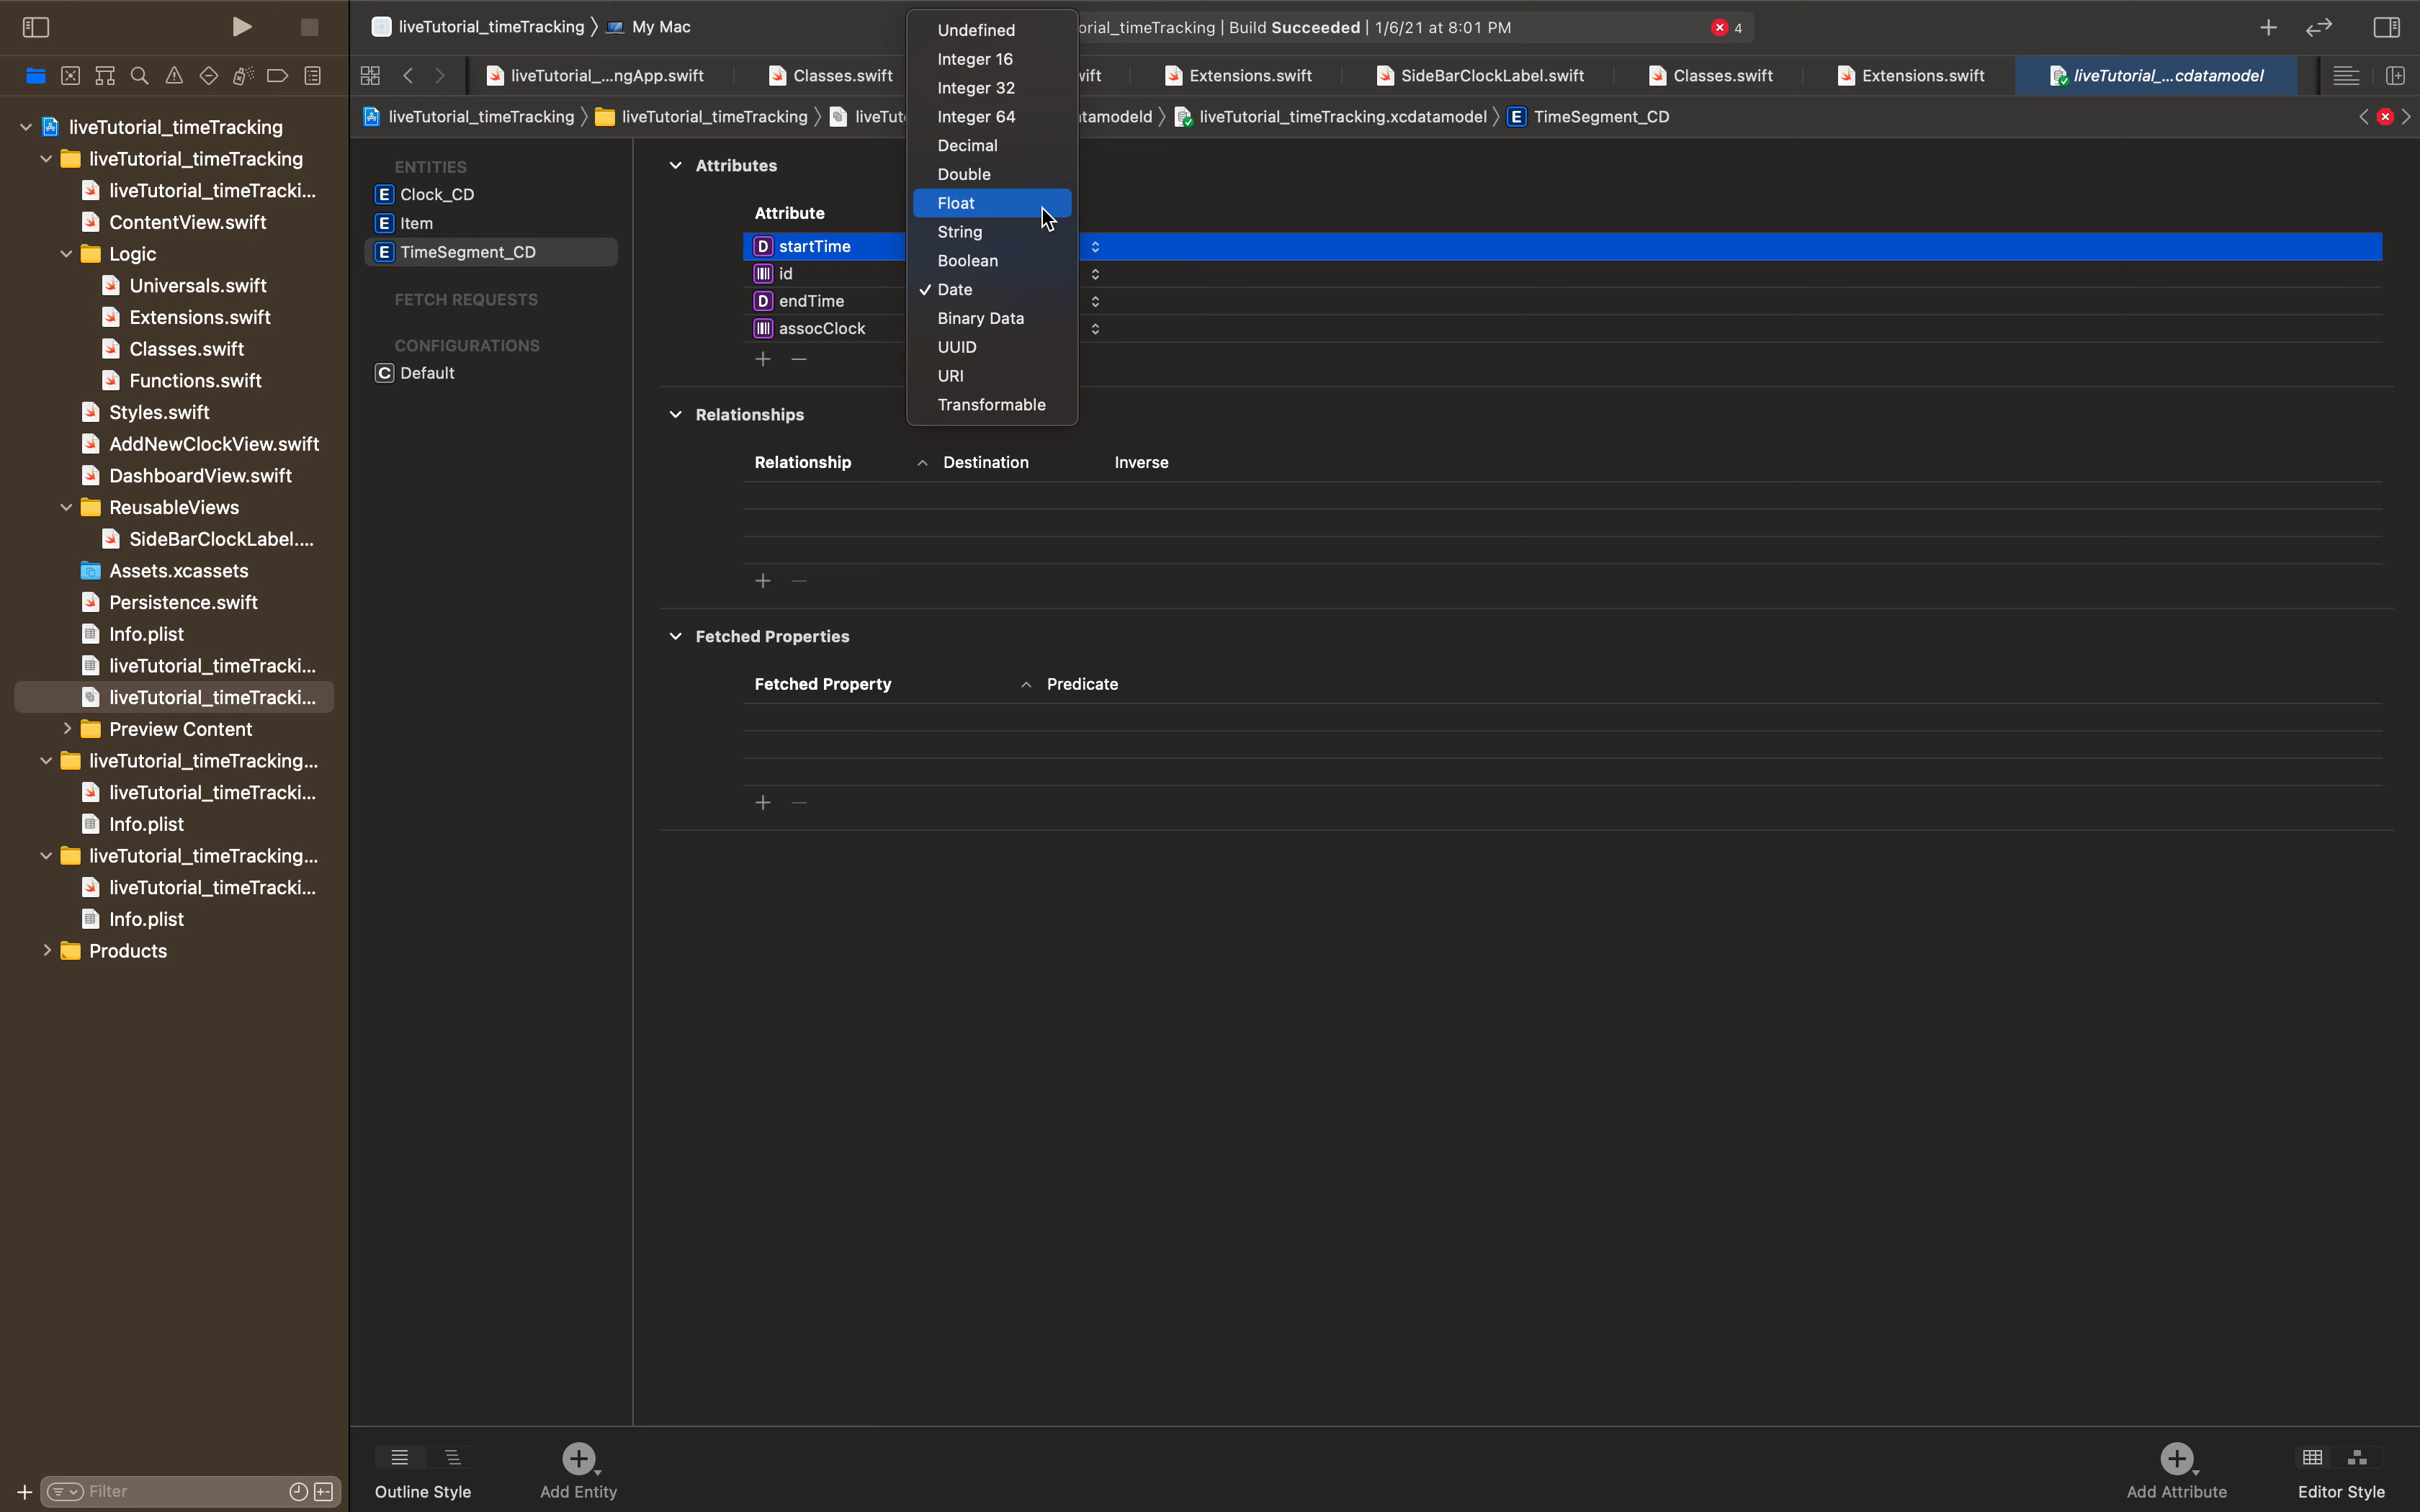 liveTutorial_timeTracking
My Mac
orial_timeTracking | Build Succeeded | 1/6/21 at 8:01 PM
4
liveTutorial_...ngApp.swift
Classes.swift
wift
Extensions.swift
SideBarClockLabel.swift
Classes.swift
Extensions.swift
liveTutorial_...cdatamodel
liveTutorial_timeTracking
liveTutorial_timeTracking
liveTuto
tamodeld
liveTutorial_timeTracking.xcdatamodel
E TimeSegment_CD
liveTutorial_timeTracking
liveTutorial_timeTracking
liveTutorial_timeTracki...
ContentView.swift
Logic
Universals.swift
Extensions.swift
Classes.swift
Functions.swift
Styles.swift
AddNewClockView.swift
DashboardView.swift
ReusableViews
SideBarClockLabel....
Assets.xcassets
Persistence.swift
Info.plist
liveTutorial_timeTracki...
liveTutorial_timeTracki...
Preview Content
liveTutorial_timeTracking...
liveTutorial_timeTracki...
Info.plist
liveTutorial_timeTracking...
liveTutorial_timeTracki...
Info.plist
Products
Filter
ENTITIES
E Clock_CD
E Item
E TimeSegment_CD
FETCH REQUESTS
CONFIGURATIONS
C Default
Attributes
Attribute
D startTime
id
D endTime
assocClock
Undefined
Integer 16
Integer 32
Integer 64
Decimal
Double
Float
String
Boolean
Date
Binary Data
UUID
URI
Transformable
Relationships
Relationship
Destination
Inverse
Fetched Properties
Fetched Property
Predicate
Outline Style
Add Entity
Add Attribute
Editor Style